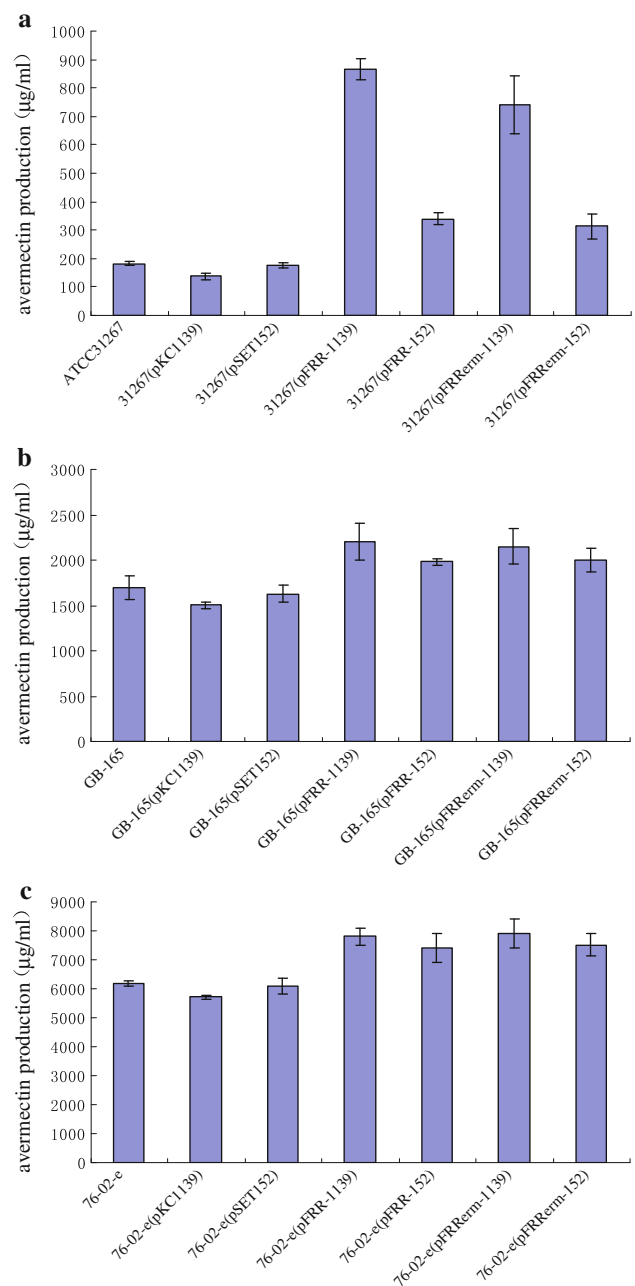 a
avermectin production (μg/ml)
1000
900
800
700
600
500
400
300
200
100
0
ATCC31267
31267(pKC1139)
31267(pSET152)
31267(pFRR-1139)
31267(pFRR-152)
31267(pFRRerm-1139)
31267(pFRRerm-152)
b
avermectin production (μg/ml)
3000
2500
2000
1500
1000
500
0
GB-165
GB-165(pKC1139)
GB-165(pSET152)
GB-165(pFRR-1139)
GB-165(pFRR-152)
GB-165(pFRRerm-1139)
GB-165(pFRRerm-152)
c
avermectin production (μg/ml)
9000
8000
7000
6000
5000
4000
3000
2000
1000
0
76-02-e
76-02-e(pKC1139)
76-02-e(pSET152)
76-02-e(pFRR-1139)
76-02-e(pFRR-152)
76-02-e(pFRRerm-1139)
76-02-e(pFRRerm-152)